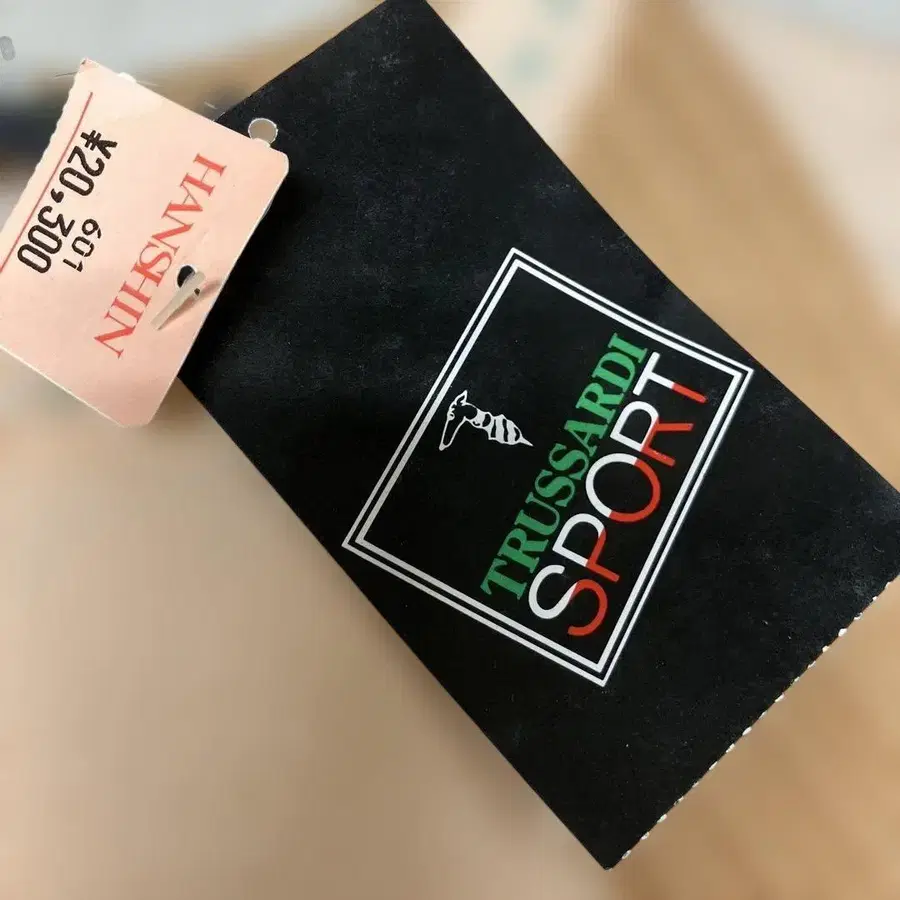 HANSHIN
601
¥20,300
TRUSSARDI
SPORT